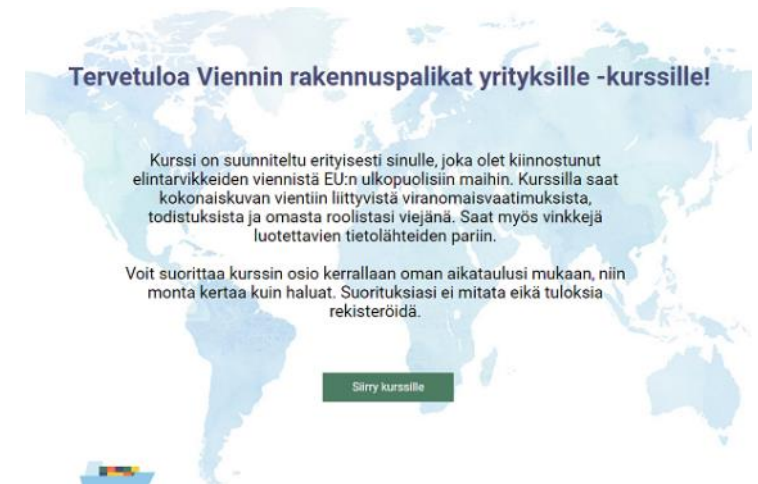 Tervetuloa Viennin rakennuspalikat yrityksille -kurssille!
Kurssi on suunniteltu erityisesti sinulle, joka olet kiinnostunut
elintarvikkeiden viennistä EU:n ulkopuolisiin maihin. Kurssilla saat
kokonaiskuvan vientiin liittyvistä viranomaisvaatimuksista,
todistuksista ja omasta roolistasi viejänä. Saat myös vinkkejä
luotettavien tietolähteiden pariin.
Voit suorittaa kurssin osio kerrallaan oman aikataulusi mukaan, niin
monta kertaa kuin haluat. Suorituksiasi ei mitata eikä tuloksia
rekisteröidä.
Siirry kurssille